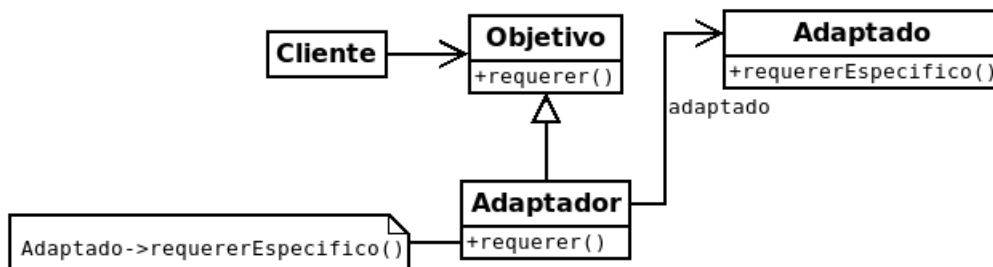 Cliente
Objetivo
+requerer()
Adaptado
+requererEspecifico()
adaptado
Adaptador
+requerer()
Adaptado->requererEspecifico()